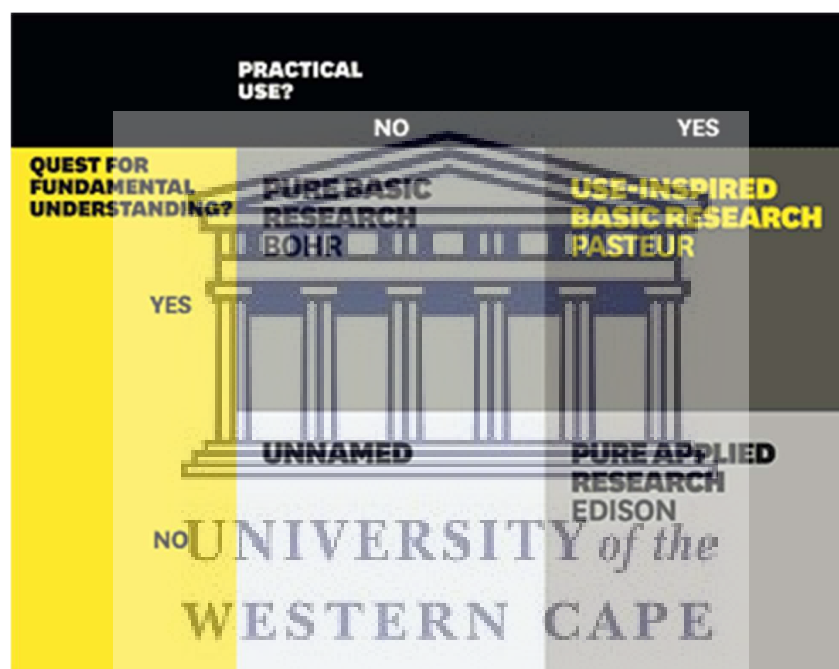 PRACTICAL
USE?
NO
YES
QUEST FOR
FUNDAMENTAL
UNDERSTANDING?
PURE BASIC
RESEARCH
BOHR
USE-INSPIRED
BASIC RESEARCH
PASTEUR
YES
UNNAMED
PURE APPLIED
RESEARCH
EDISON
NO
UNIVERSITY of the
WESTERN CAPE